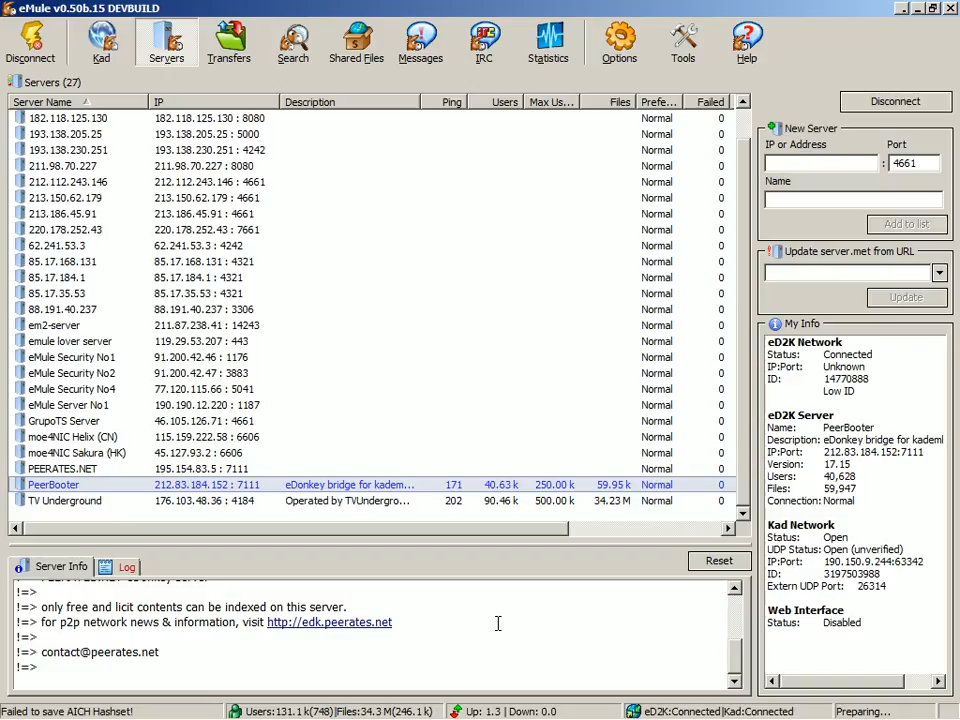 eMule v0.50b.15 DEVBUILD
Disconnect
Kad
Servers
Transfers
Search
Shared Files
Messages
IRC
Statistics
Options
Tools
Help
Servers (27)
Server Name IP Description Ping Users Max Us... Files Prefe... Failed
182.118.125.130 182.118.125.130 : 8080 Normal 0
193.138.205.25 193.138.205.25 : 5000 Normal 0
193.138.230.251 193.138.230.251 : 4242 Normal 0
211.98.70.227 211.98.70.227 : 8080 Normal 0
212.112.243.146 212.112.243.146 : 4661 Normal 0
213.150.62.179 213.150.62.179 : 4661 Normal 0
213.186.45.91 213.186.45.91 : 4661 Normal 0
220.178.252.43 220.178.252.43 : 7661 Normal 0
62.241.53.3 62.241.53.3 : 4242 Normal 0
85.17.168.131 85.17.168.131 : 4321 Normal 0
85.17.184.1 85.17.184.1 : 4321 Normal 0
85.17.35.53 85.17.35.53 : 4321 Normal 0
88.191.40.237 88.191.40.237 : 3306 Normal 0
em2-server 211.87.238.41 : 14243 Normal 0
emule lover server 119.29.53.207 : 443 Normal 0
eMule Security No1 91.200.42.46 : 1176 Normal 0
eMule Security No2 91.200.42.47 : 3883 Normal 0
eMule Security No4 77.120.115.66 : 5041 Normal 0
eMule Server No1 190.190.12.220 : 1187 Normal 0
GrupoTS Server 46.105.126.71 : 4661 Normal 0
moe4NIC Helix (CN) 115.159.222.58 : 6606 Normal 0
moe4NIC Sakura (HK) 45.127.93.2 : 6606 Normal 0
PEERATES.NET 195.154.83.5 : 7111 Normal 0
PeerBooter 212.83.184.152 : 7111 eDonkey bridge for kadem... 171 40.63 k 250.00 k 59.95 k Normal 0
TV Underground 176.103.48.36 : 4184 Operated by TVUndergro... 202 90.46 k 500.00 k 34.23 M Normal 0
Server Info
Log
Reset
!=>
!=> only free and licit contents can be indexed on this server.
!=> for p2p network news & information, visit http://edk.peerates.net
!=>
!=> contact@peerates.net
!=>
Disconnect
New Server
IP or Address Port
: 4661
Name
Add to list
Update server.met from URL
Update
My Info
eD2K Network
Status: Connected
IP:Port: Unknown
ID: 14770888
Low ID
eD2K Server
Name: PeerBooter
Description: eDonkey bridge for kademl
IP:Port: 212.83.184.152:7111
Version: 17.15
Users: 40,628
Files: 59,947
Connection: Normal
Kad Network
Status: Open
UDP Status: Open (unverified)
IP:Port: 190.150.9.244:63342
ID: 3197503988
Extern UDP Port: 26314
Web Interface
Status: Disabled
Failed to save AICH Hashset!
Users:131.1 k(748)|Files:34.3 M(246.1 k)
Up: 1.3 | Down: 0.0
eD2K:Connected|Kad:Connected
Preparing...